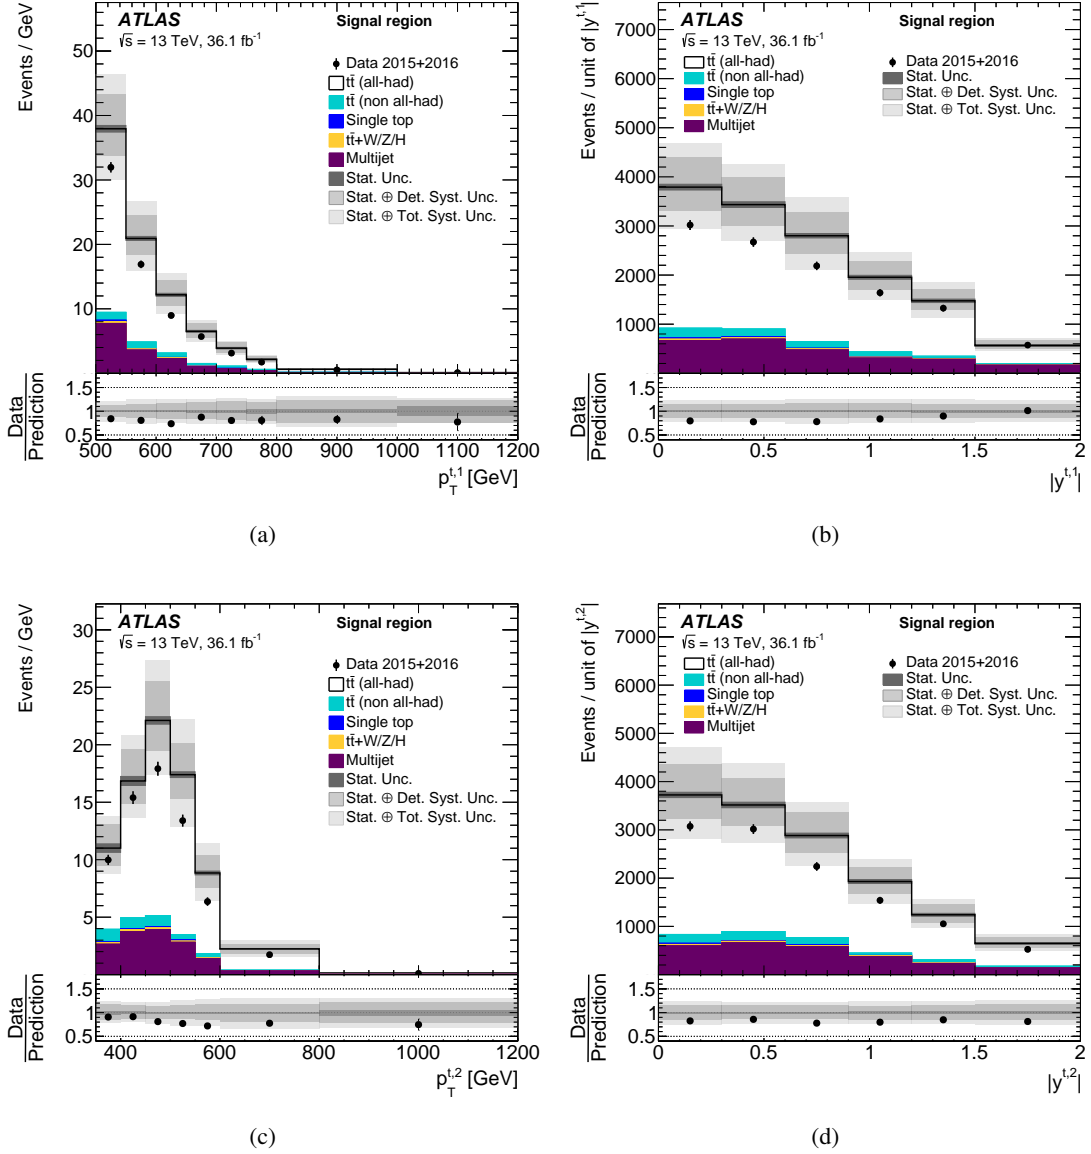 ATLAS
√s = 13 TeV, 36.1 fb⁻¹
Signal region
Data 2015+2016
tt̄ (all-had)
tt̄ (non all-had)
Single top
tt̄+W/Z/H
Multijet
Stat. Unc.
Stat. ⊕ Det. Syst. Unc.
Stat. ⊕ Tot. Syst. Unc.
Events / GeV
50
40
30
20
10
Data
Prediction
1.5
1
0.5
500 600 700 800 900 1000 1100 1200
p_T^{t,1} [GeV]
(a)
ATLAS
√s = 13 TeV, 36.1 fb⁻¹
Signal region
tt̄ (all-had)
tt̄ (non all-had)
Single top
tt̄+W/Z/H
Multijet
Data 2015+2016
Stat. Unc.
Stat. ⊕ Det. Syst. Unc.
Stat. ⊕ Tot. Syst. Unc.
Events / unit of |y^{t,1}|
7000
6000
5000
4000
3000
2000
1000
Data
Prediction
1.5
1
0.5
0 0.5 1 1.5 2
|y^{t,1}|
(b)
ATLAS
√s = 13 TeV, 36.1 fb⁻¹
Signal region
Data 2015+2016
tt̄ (all-had)
tt̄ (non all-had)
Single top
tt̄+W/Z/H
Multijet
Stat. Unc.
Stat. ⊕ Det. Syst. Unc.
Stat. ⊕ Tot. Syst. Unc.
Events / GeV
30
25
20
15
10
5
Data
Prediction
1.5
1
0.5
400 600 800 1000 1200
p_T^{t,2} [GeV]
(c)
ATLAS
√s = 13 TeV, 36.1 fb⁻¹
Signal region
tt̄ (all-had)
tt̄ (non all-had)
Single top
tt̄+W/Z/H
Multijet
Data 2015+2016
Stat. Unc.
Stat. ⊕ Det. Syst. Unc.
Stat. ⊕ Tot. Syst. Unc.
Events / unit of |y^{t,2}|
7000
6000
5000
4000
3000
2000
1000
Data
Prediction
1.5
1
0.5
0 0.5 1 1.5 2
|y^{t,2}|
(d)